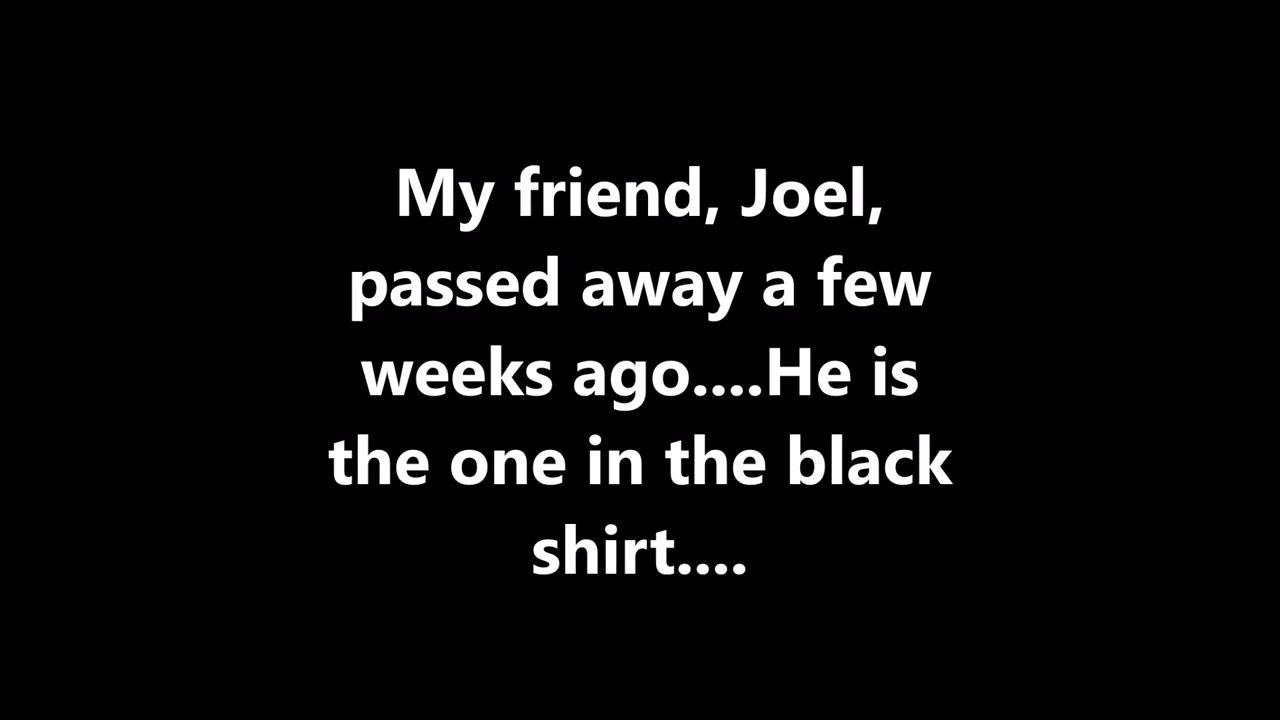 My friend, Joel,
passed away a few
weeks ago....He is
the one in the black
shirt....